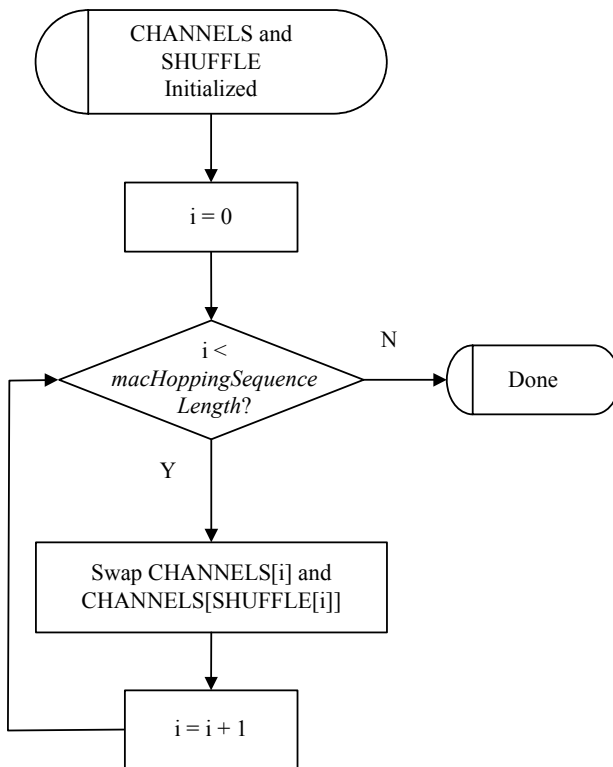 CHANNELS and
SHUFFLE
Initialized
i = 0
i <
macHoppingSequence
Length?
N
Done
Y
Swap CHANNELS[i] and
CHANNELS[SHUFFLE[i]]
i = i + 1